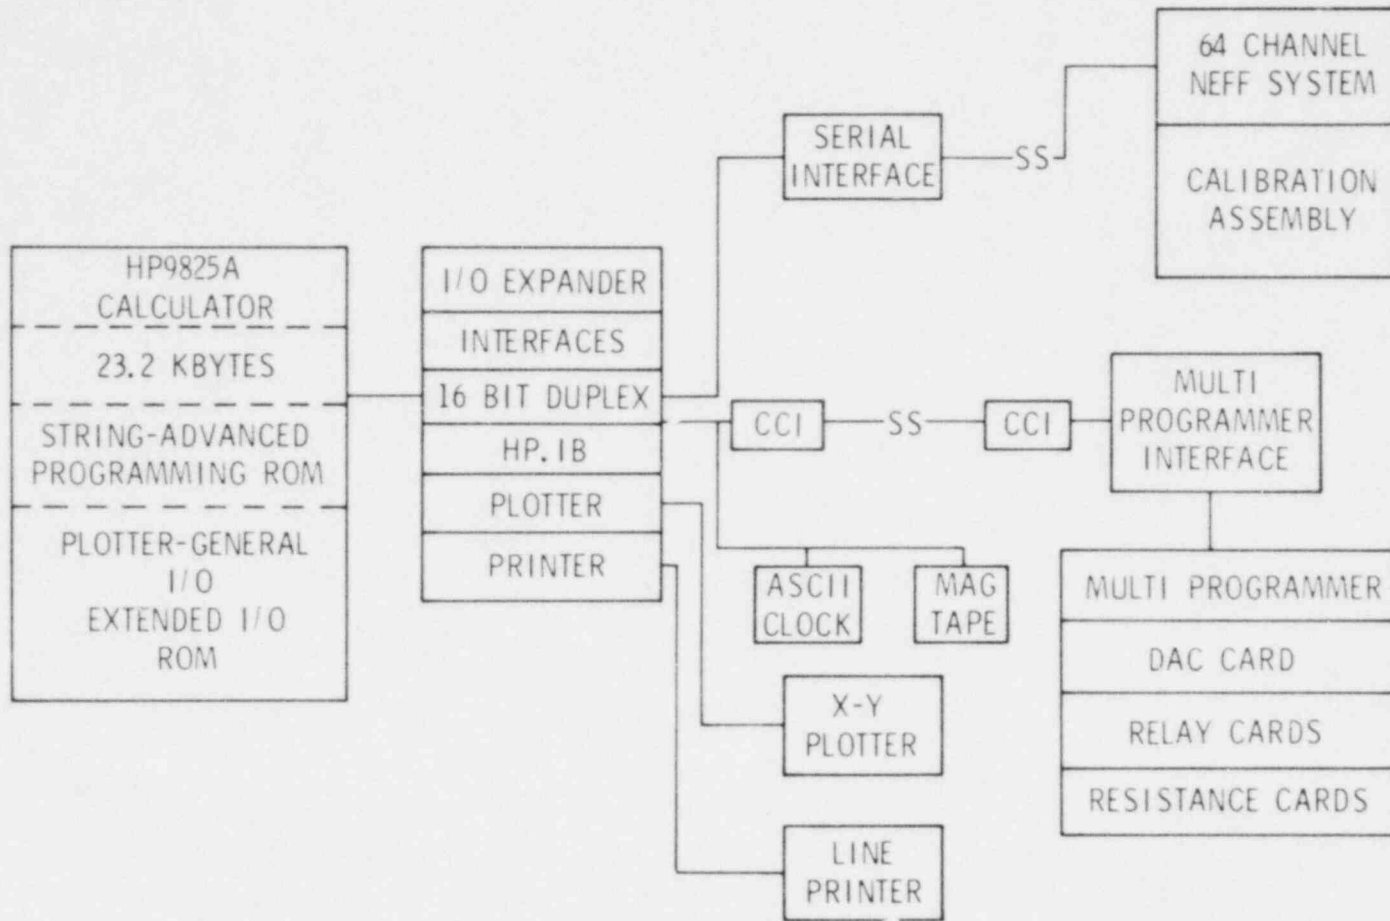 HP9825A
CALCULATOR
23.2 KBYTES
STRING-ADVANCED
PROGRAMMING ROM
PLOTTER-GENERAL
I/O
EXTENDED I/O
ROM
I/O EXPANDER
INTERFACES
16 BIT DUPLEX
HP.IB
PLOTTER
PRINTER
SERIAL
INTERFACE
SS
64 CHANNEL
NEFF SYSTEM
CALIBRATION
ASSEMBLY
CCI
SS
CCI
MULTI
PROGRAMMER
INTERFACE
ASCII
CLOCK
MAG
TAPE
MULTI PROGRAMMER
DAC CARD
RELAY CARDS
RESISTANCE CARDS
X-Y
PLOTTER
LINE
PRINTER